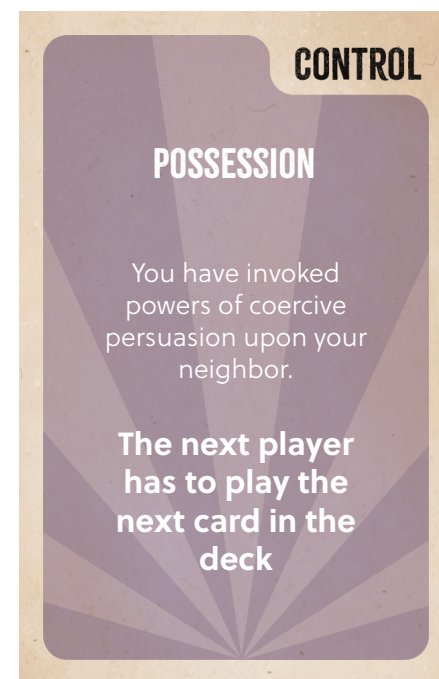 CONTROL
POSSESSION
You have invoked
powers of coercive
persuasion upon your
neighbor.
The next player
has to play the
next card in the
deck